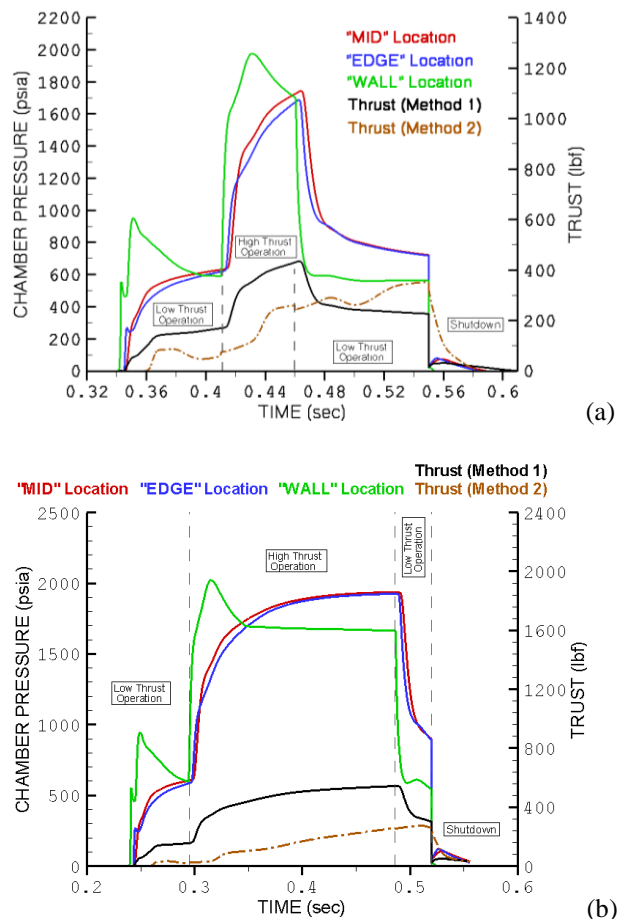 2200
2000
1800
1600
1400
1200
1000
800
600
400
200
0
CHAMBER PRESSURE (psia)
"MID" Location
"EDGE" Location
"WALL" Location
Thrust (Method 1)
Thrust (Method 2)
High Thrust
Operation
Low Thrust
Operation
Low Thrust
Operation
Shutdown
1400
1200
1000
800
600
400
200
0
TRUST (lbf)
0.32 0.36 0.4 0.44 0.48 0.52 0.56 0.6
TIME (sec)
(a)
"MID" Location "EDGE" Location "WALL" Location
Thrust (Method 1)
Thrust (Method 2)
2500
2000
1500
1000
500
0
CHAMBER PRESSURE (psia)
Low Thrust
Operation
High Thrust
Operation
Low Thrust
Operation
Shutdown
2400
2000
1600
1200
800
400
0
TRUST (lbf)
0.2 0.3 0.4 0.5 0.6
TIME (sec)
(b)